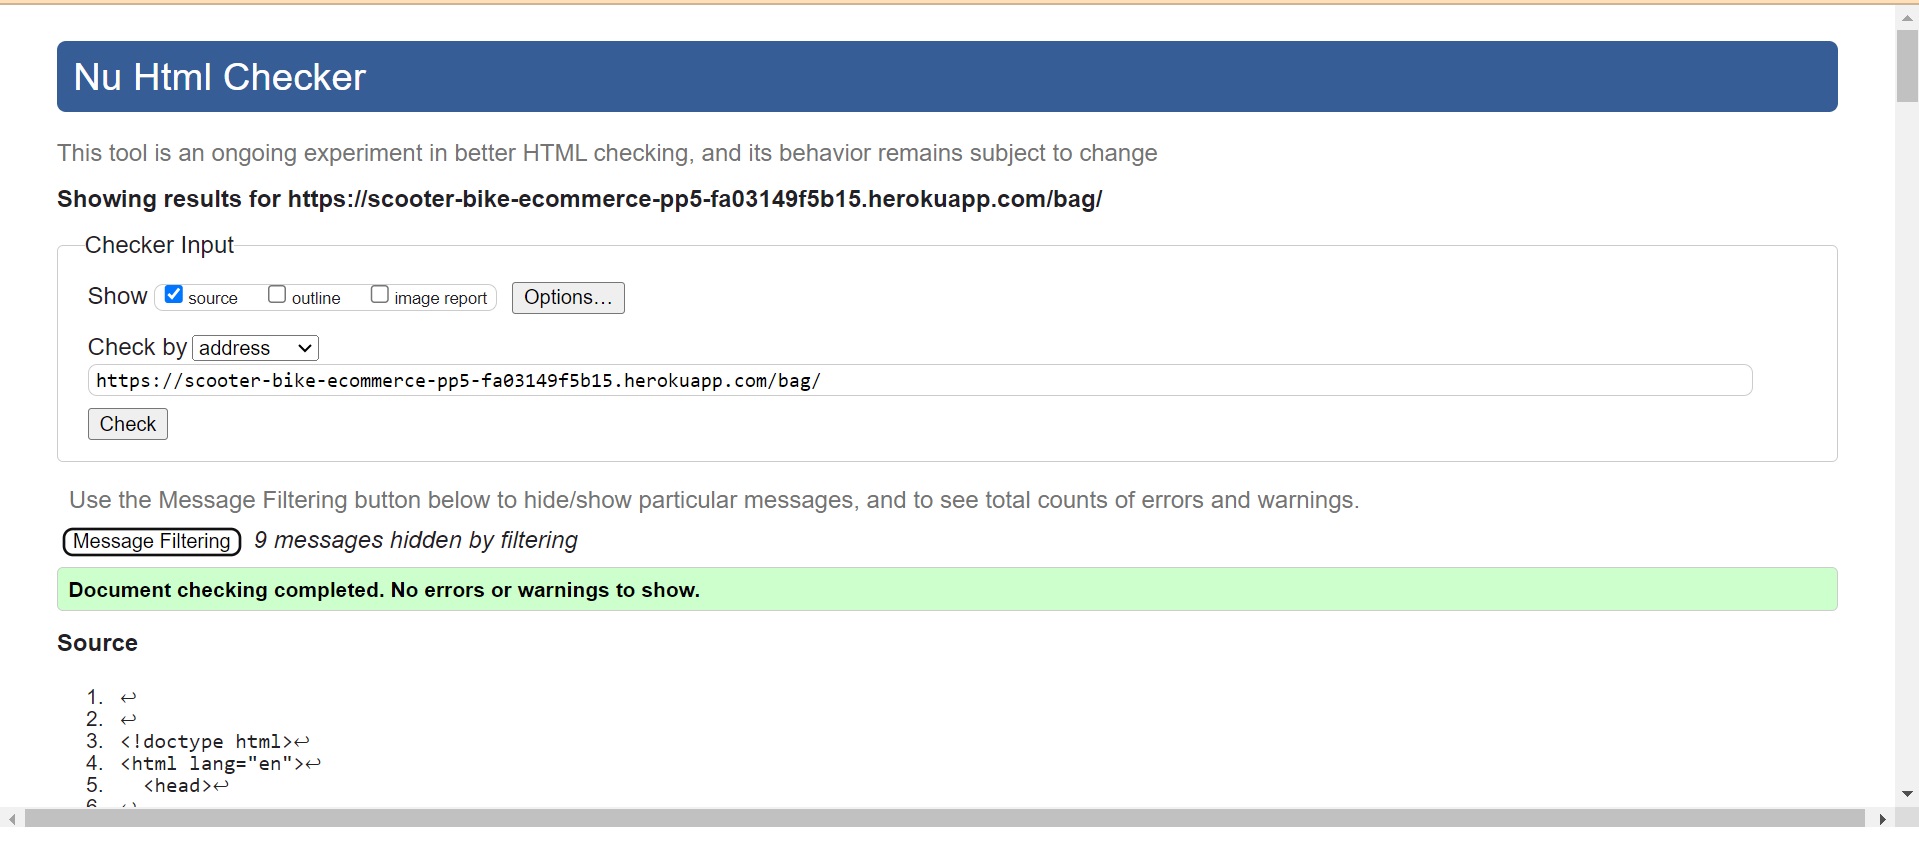 Nu Html Checker
This tool is an ongoing experiment in better HTML checking, and its behavior remains subject to change
Showing results for https://scooter-bike-ecommerce-pp5-fa03149f5b15.herokuapp.com/bag/
Checker Input
Show source outline image report Options...
Check by address
https://scooter-bike-ecommerce-pp5-fa03149f5b15.herokuapp.com/bag/
Check
Use the Message Filtering button below to hide/show particular messages, and to see total counts of errors and warnings.
Message Filtering 9 messages hidden by filtering
Document checking completed. No errors or warnings to show.
Source
1. ↩
2. ↩
3. <!doctype html>↩
4. <html lang="en">↩
5. <head>↩
6. ↩